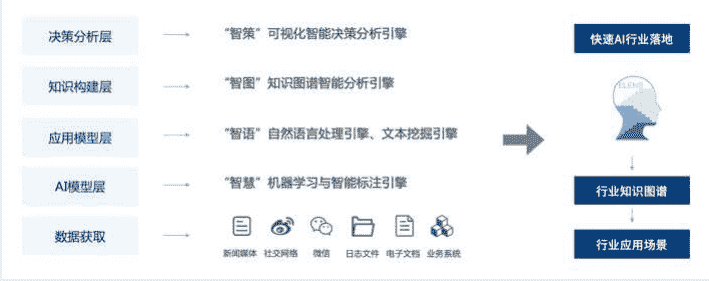 决策分析层
“智策”可视化智能决策分析引擎
知识构建层
“智图”知识图谱智能分析引擎
应用模型层
“智语”自然语言处理引擎、文本挖掘引擎
AI模型层
“智慧”机器学习与智能标注引擎
数据获取
新闻媒体
社交网络
微信
日志文件
电子文档
业务系统
快速AI行业落地
行业知识图谱
行业应用场景